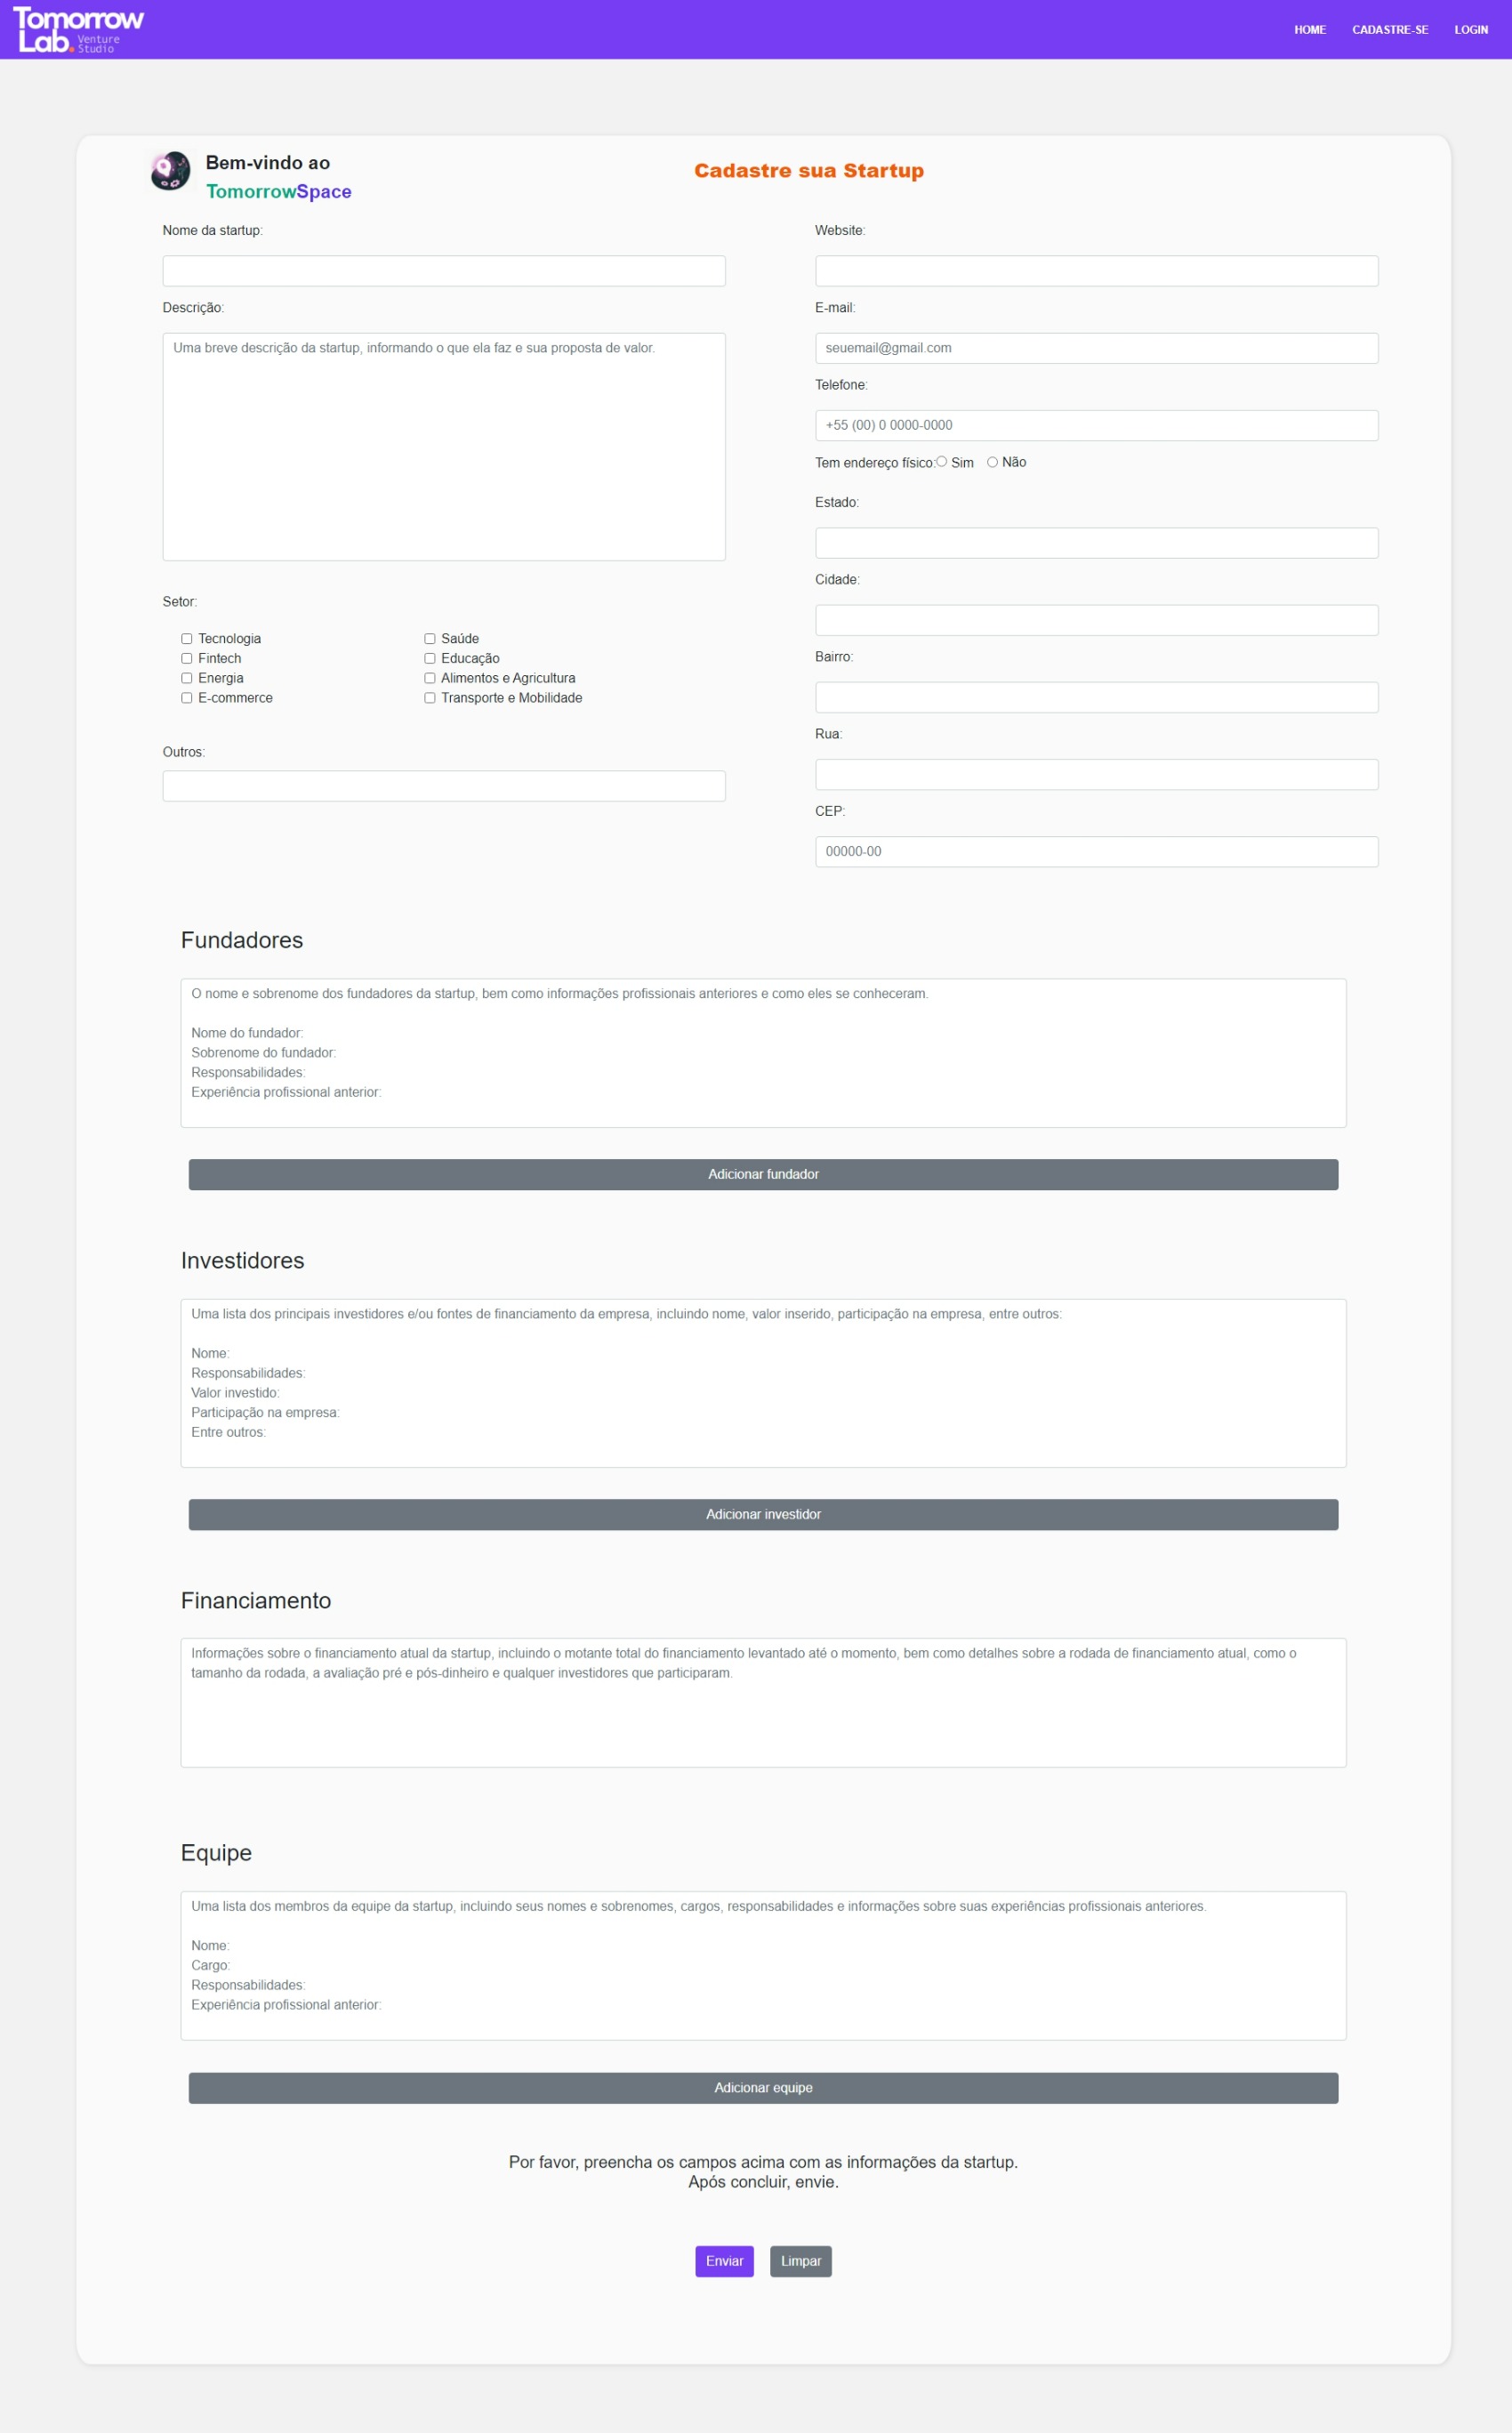 Tomorrow
Lab. Venture
Studio
HOME CADASTRE-SE LOGIN
Bem-vindo ao
TomorrowSpace
Cadastre sua Startup
Nome da startup:
Descrição:
Uma breve descrição da startup, informando o que ela faz e sua proposta de valor.
Setor:
Tecnologia
Fintech
Energia
E-commerce
Saúde
Educação
Alimentos e Agricultura
Transporte e Mobilidade
Outros:
Website:
E-mail:
seuemail@gmail.com
Telefone:
+55 (00) 0 0000-0000
Tem endereço físico: Sim Não
Estado:
Cidade:
Bairro:
Rua:
CEP:
00000-00
Fundadores
O nome e sobrenome dos fundadores da startup, bem como informações profissionais anteriores e como eles se conheceram.
Nome do fundador:
Sobrenome do fundador:
Responsabilidades:
Experiência profissional anterior:
Adicionar fundador
Investidores
Uma lista dos principais investidores e/ou fontes de financiamento da empresa, incluindo nome, valor inserido, participação na empresa, entre outros:
Nome:
Responsabilidades:
Valor investido:
Participação na empresa:
Entre outros:
Adicionar investidor
Financiamento
Informações sobre o financiamento atual da startup, incluindo o motante total do financiamento levantado até o momento, bem como detalhes sobre a rodada de financiamento atual, como o
tamanho da rodada, a avaliação pré e pós-dinheiro e qualquer investidores que participaram.
Equipe
Uma lista dos membros da equipe da startup, incluindo seus nomes e sobrenomes, cargos, responsabilidades e informações sobre suas experiências profissionais anteriores.
Nome:
Cargo:
Responsabilidades:
Experiência profissional anterior:
Adicionar equipe
Por favor, preencha os campos acima com as informações da startup.
Após concluir, envie.
Enviar Limpar